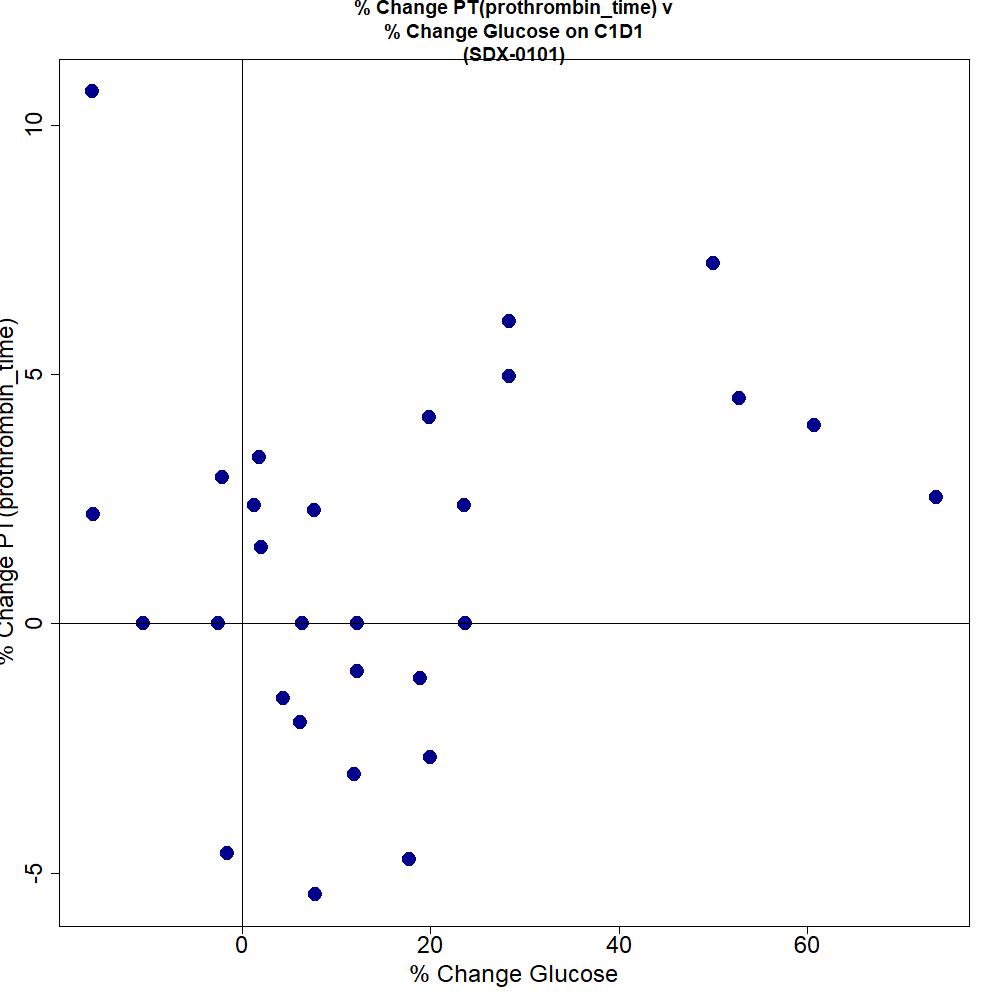 % Change PT(prothrombin_time) v
% Change Glucose on C1D1
(SDX-0101)
% Change PT(prothrombin_time)
10
5
0
-5
0 20 40 60
% Change Glucose